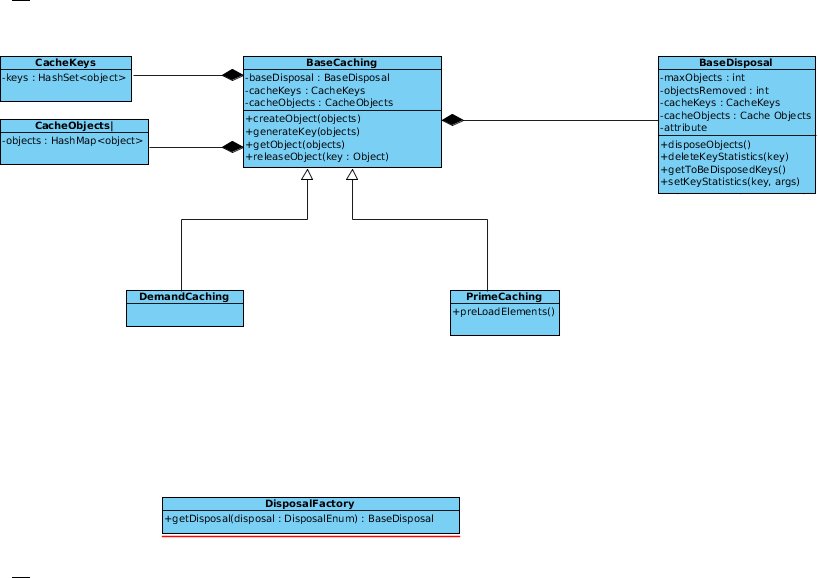 CacheKeys
-keys : HashSet<object>
CacheObjects|
-objects : HashMap<object>
BaseCaching
-baseDisposal : BaseDisposal
-cacheKeys : CacheKeys
-cacheObjects : CacheObjects
+createObject(objects)
+generateKey(objects)
+getObject(objects)
+releaseObject(key : Object)
BaseDisposal
-maxObjects : int
-objectsRemoved : int
-cacheKeys : CacheKeys
-cacheObjects : Cache Objects
-attribute
+disposeObjects()
+deleteKeyStatistics(key)
+getToBeDisposedKeys()
+setKeyStatistics(key, args)
DemandCaching
PrimeCaching
+preLoadElements()
DisposalFactory
+getDisposal(disposal : DisposalEnum) : BaseDisposal